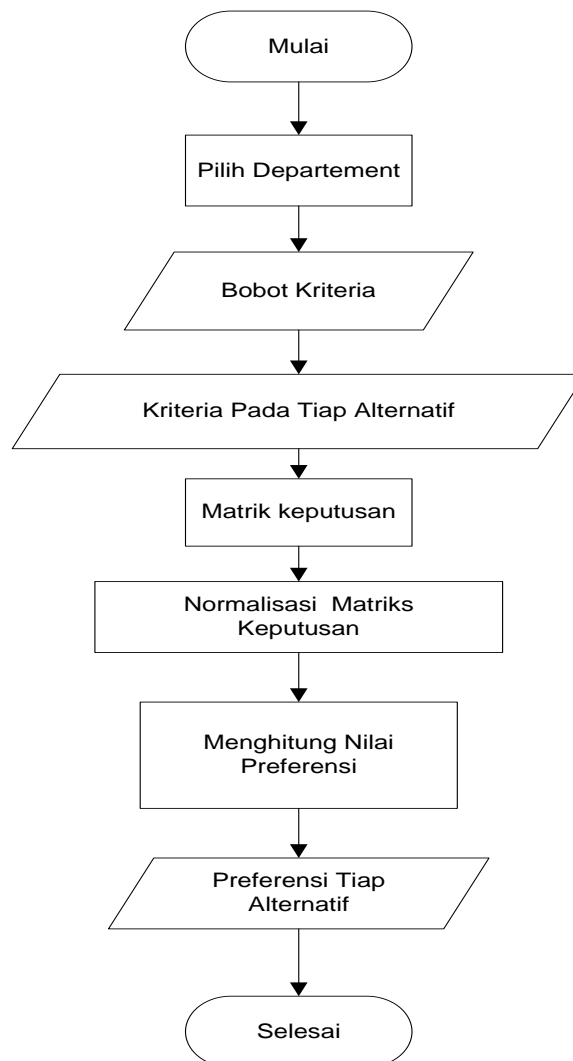 Mulai
Pilih Departement
Bobot Kriteria
Kriteria Pada Tiap Alternatif
Matrik keputusan
Normalisasi Matriks
Keputusan
Menghitung Nilai
Preferensi
Preferensi Tiap
Alternatif
Selesai